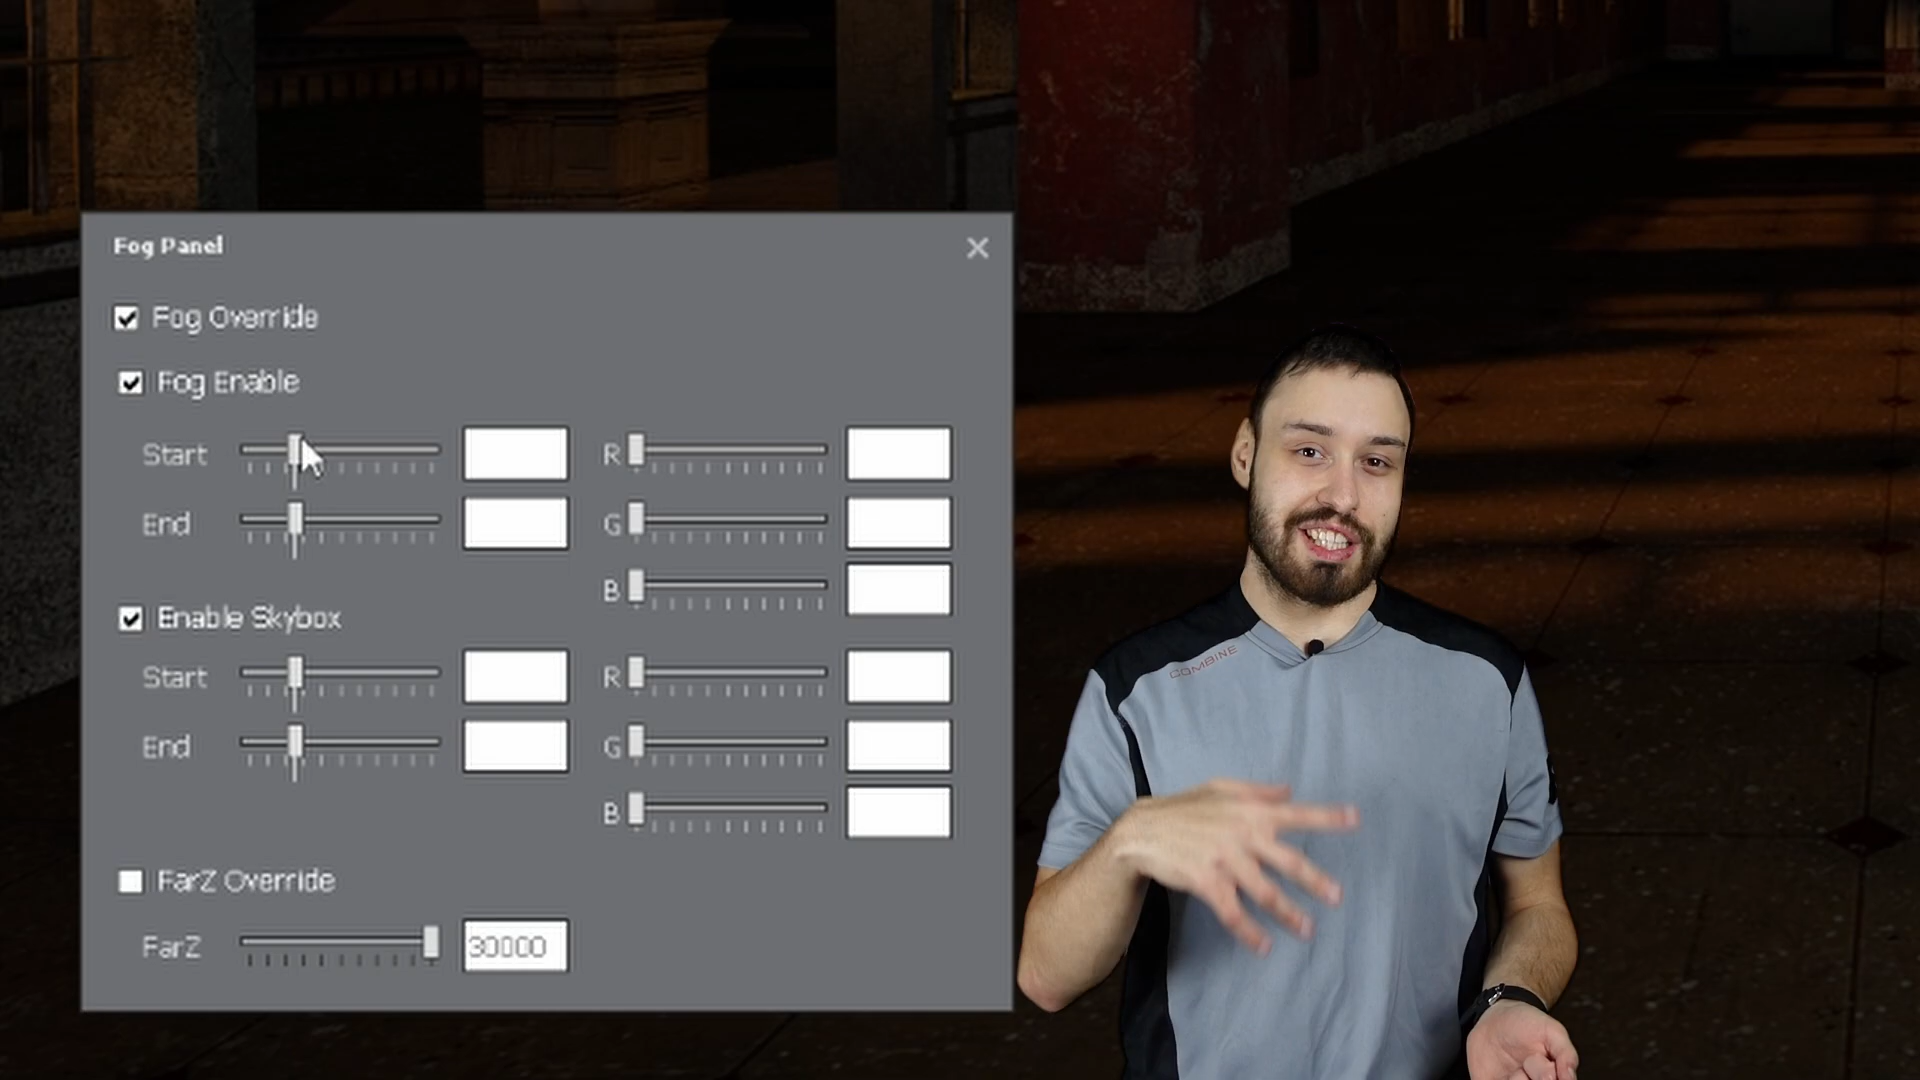 Fog Panel
Fog Override
Fog Enable
Start
R
End
G
B
Enable Skybox
Start
R
End
G
B
FarZ Override
FarZ
30000
COMBINE